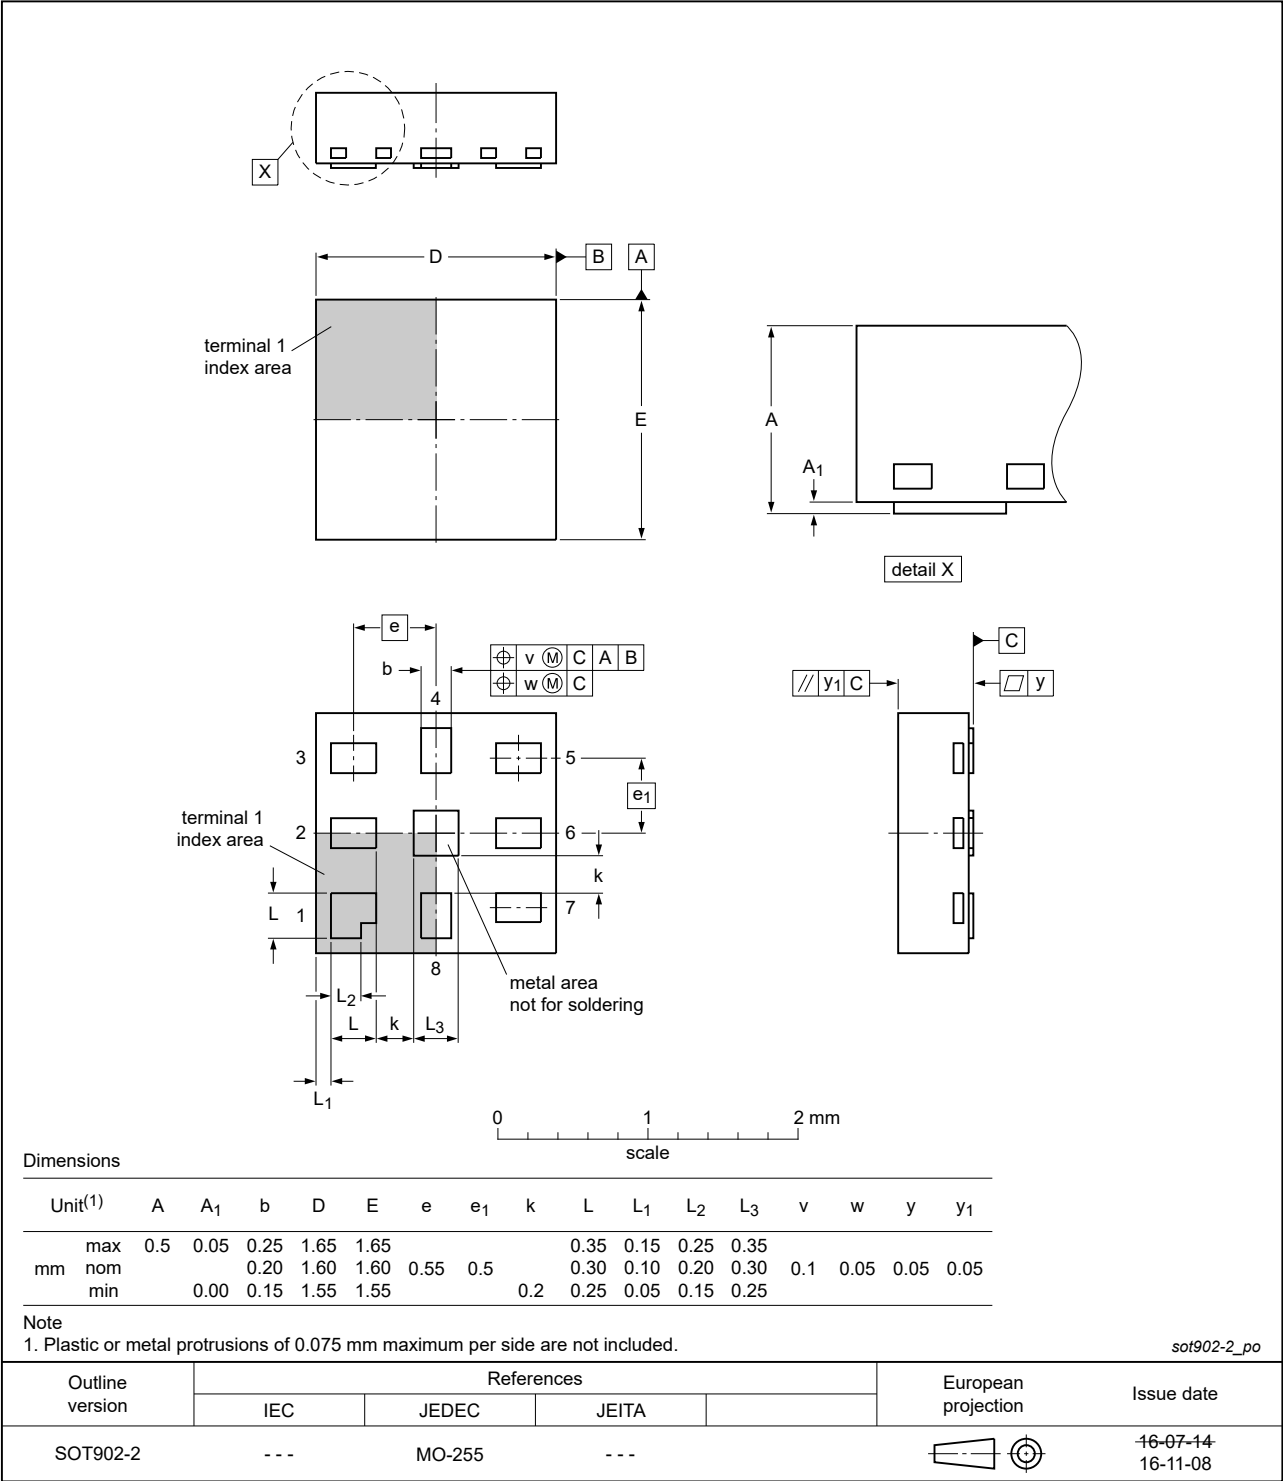 X
D
B
A
terminal 1
index area
E
A
A1
detail X
e
b
v M C A B
w M C
4
C
// y1 C
y
3
5
e1
terminal 1
index area
2
6
k
L
1
7
8
metal area
not for soldering
L2
L
k
L3
L1
0
1
2 mm
scale
Dimensions
Unit(1) A A1 b D E e e1 k L L1 L2 L3 v w y y1
max 0.5 0.05 0.25 1.65 1.65 0.35 0.15 0.25 0.35
mm nom 0.20 1.60 1.60 0.55 0.5 0.30 0.10 0.20 0.30 0.1 0.05 0.05 0.05
min 0.00 0.15 1.55 1.55 0.2 0.25 0.05 0.15 0.25
Note
1. Plastic or metal protrusions of 0.075 mm maximum per side are not included.
sot902-2_po
Outline
version
References
European
projection
Issue date
IEC JEDEC JEITA
SOT902-2 - - - MO-255 - - -
16-07-14
16-11-08